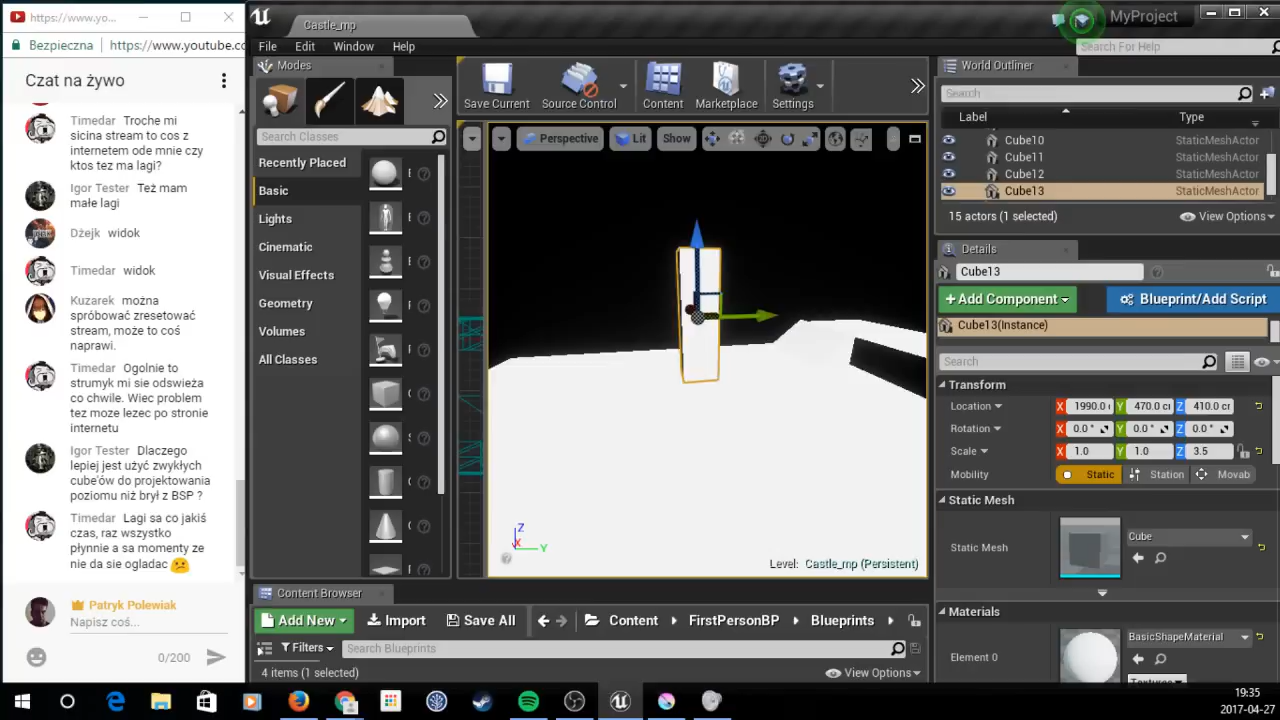 https://www.yo...
Bezpieczna
https://www.youtube.cc
Czat na żywo
Timedar Troche mi
sicina stream to cos z
internetem ode mnie czy
ktos tez ma lagi?
Igor Tester Też mam
małe lagi
Dżejk widok
Timedar widok
Kuzarek można
spróbować zresetować
stream, może to coś
naprawi.
Timedar Ogolnie to
strumyk mi sie odswieża
co chwile. Wiec problem
tez moze lezec po stronie
internetu
Igor Tester Dlaczego
lepiej jest użyć zwykłych
cube'ów do projektowania
poziomu niż brył z BSP ?
Timedar Lagi sa co jakiś
czas, raz wszystko
płynnie a sa momenty ze
nie da sie ogladac
Patryk Polewiak
Napisz coś...
0/200
Castle_mp
MyProject
File Edit Window Help
Search For Help
Modes
Search Classes
Recently Placed
Basic
Lights
Cinematic
Visual Effects
Geometry
Volumes
All Classes
Save Current
Source Control
Content
Marketplace
Settings
Perspective
Lit
Show
Z
X
Y
Level: Castle_mp (Persistent)
World Outliner
Search
Label
Type
Cube10 StaticMeshActor
Cube11 StaticMeshActor
Cube12 StaticMeshActor
Cube13 StaticMeshActor
15 actors (1 selected)
View Options
Details
Cube13
+Add Component
Blueprint/Add Script
Cube13(Instance)
Search
Transform
Location X 1990.0 Y 470.0 cr Z 410.0 cr
Rotation X 0.0 ° Y 0.0 ° Z 0.0 °
Scale X 1.0 Y 1.0 Z 3.5
Mobility Static Station Movab
Static Mesh
Static Mesh
Cube
Materials
Element 0
BasicShapeMaterial
Textures
Content Browser
Add New
Import
Save All
Content
FirstPersonBP
Blueprints
Filters
Search Blueprints
4 items (1 selected)
View Options
19:35
2017-04-27